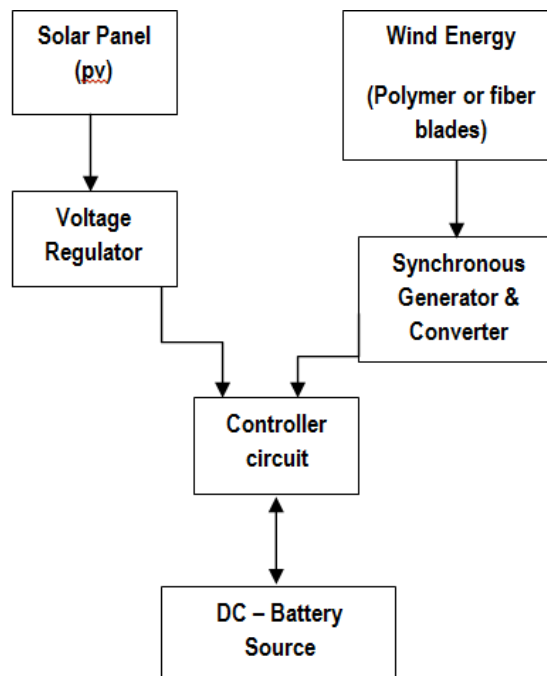 Solar Panel
(pv)
Wind Energy
(Polymer or fiber
blades)
Voltage
Regulator
Synchronous
Generator &
Converter
Controller
circuit
DC – Battery
Source